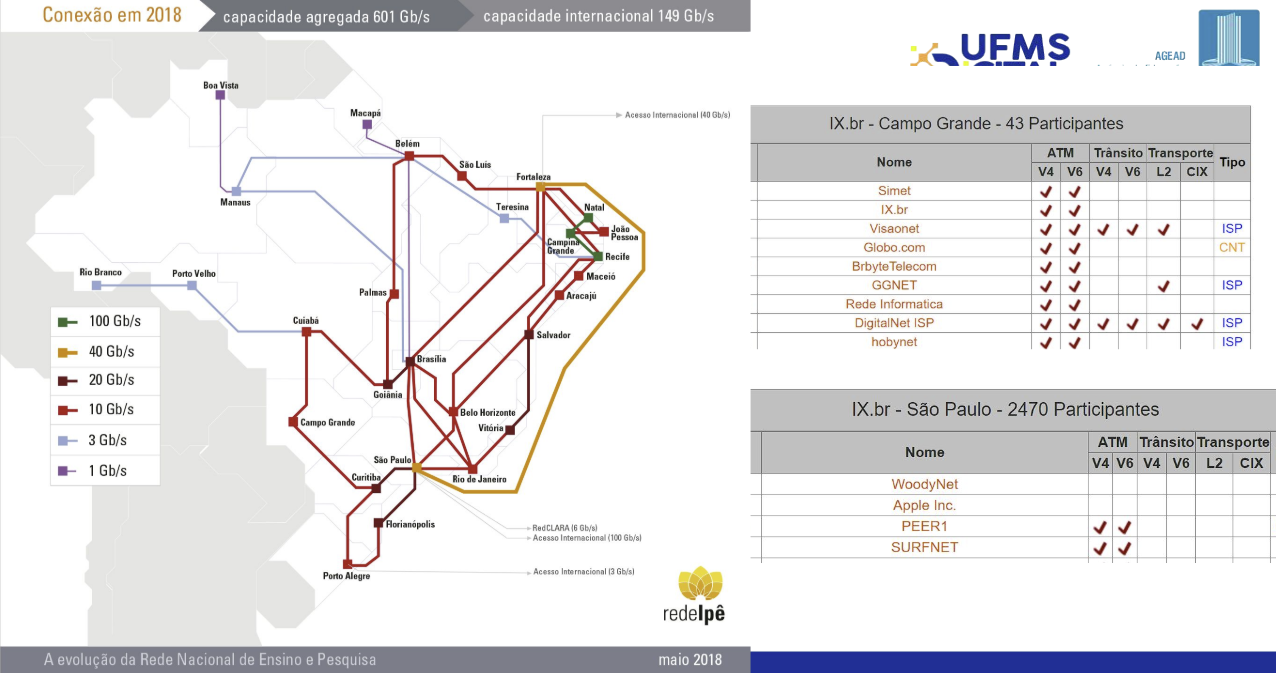 Conexão em 2018
capacidade agregada 601 Gb/s
capacidade internacional 149 Gb/s
Boa Vista
Macapá
Acesso Internacional (40 Gb/s)
Belém
São Luis
Fortaleza
Manaus
Teresina
Natal
João
Pessoa
Campina
Grande
Recife
Rio Branco
Porto Velho
Maceió
Palmas
Aracajú
Cuiabá
Salvador
100 Gb/s
40 Gb/s
20 Gb/s
10 Gb/s
3 Gb/s
1 Gb/s
Brasília
Goiânia
Campo Grande
Belo Horizonte
Vitória
São Paulo
Rio de Janeiro
Curitiba
Florianópolis
RedCLARA (6 Gb/s)
Acesso Internacional (100 Gb/s)
Porto Alegre
Acesso Internacional (3 Gb/s)
redeIpê
A evolução da Rede Nacional de Ensino e Pesquisa
maio 2018
UFMS
DIGITAL
AGEAD
IX.br - Campo Grande - 43 Participantes
Nome ATM Trânsito Transporte Tipo
V4 V6 V4 V6 L2 CIX
Simet
IX.br
Visaonet ISP
Globo.com CNT
BrbyteTelecom
GGNET ISP
Rede Informatica
DigitalNet ISP ISP
hobynet ISP
IX.br - São Paulo - 2470 Participantes
Nome ATM Trânsito Transporte
V4 V6 V4 V6 L2 CIX
WoodyNet
Apple Inc.
PEER1
SURFNET